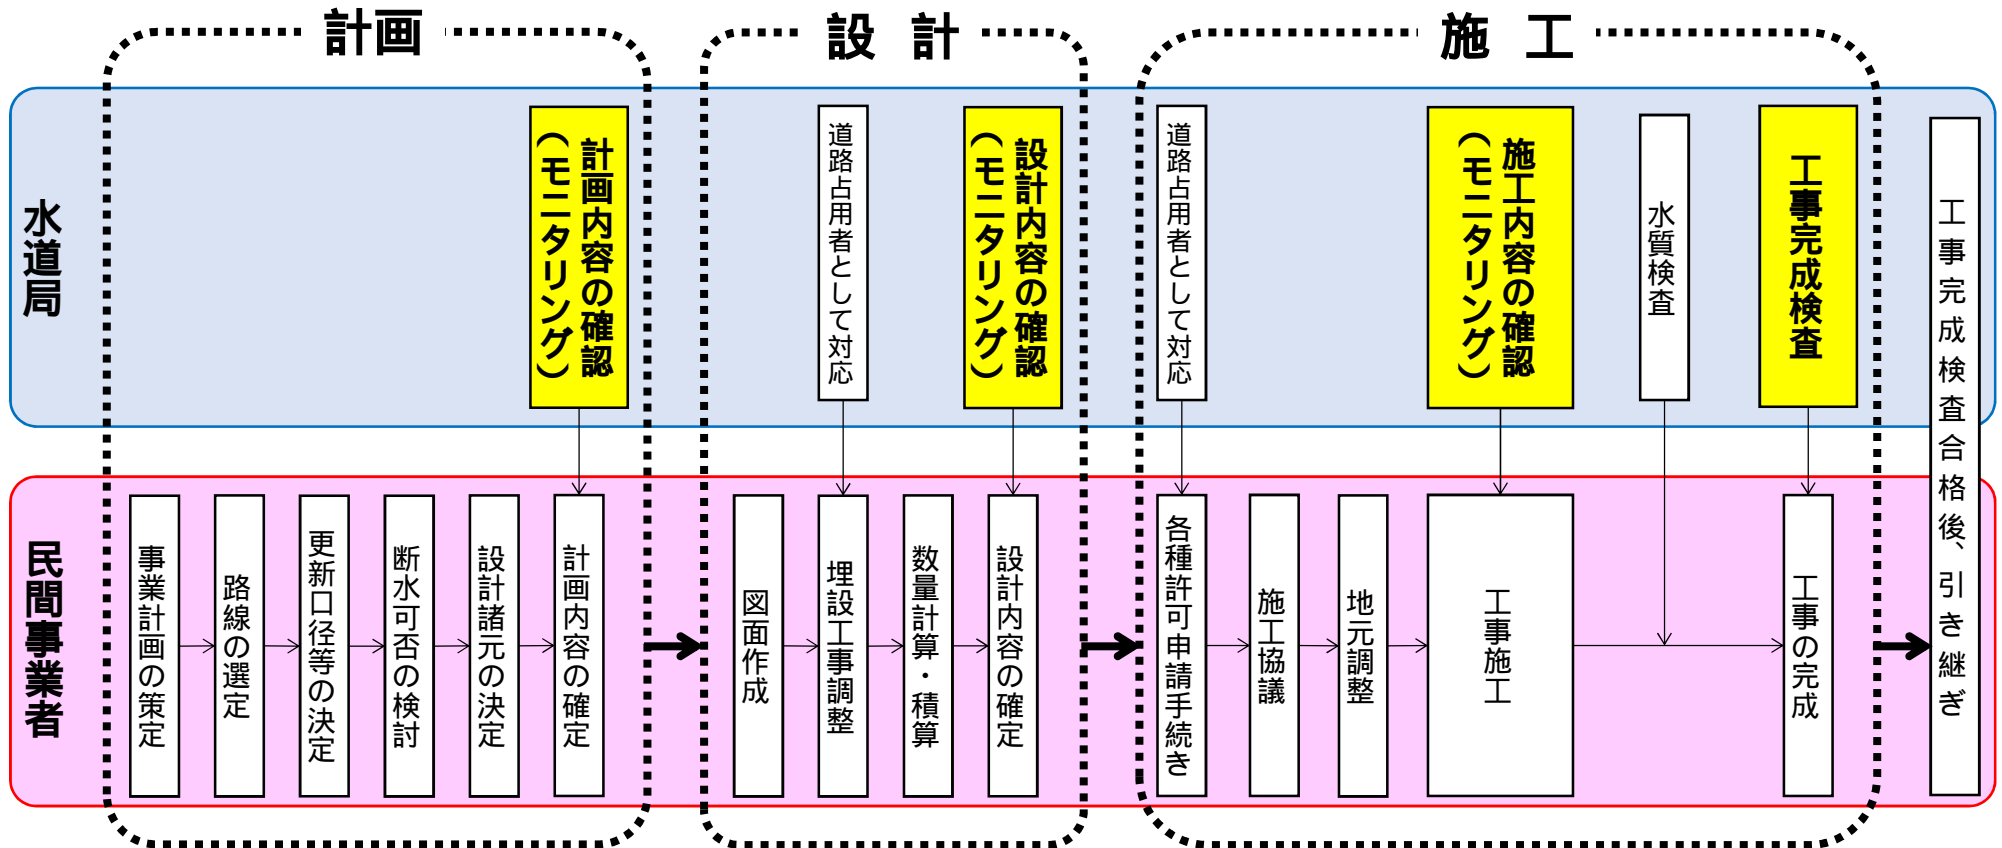 計画
設 計
施 工
水道局
計画内容の確認
（モニタリング）
道路占用者として対応
設計内容の確認
（モニタリング）
道路占用者として対応
施工内容の確認
（モニタリング）
水質検査
工事完成検査
工事完成検査合格後、引き継ぎ
民間事業者
事業計画の策定
路線の選定
更新口径等の決定
断水可否の検討
設計諸元の決定
計画内容の確定
図面作成
埋設工事調整
数量計算・積算
設計内容の確定
各種許可申請手続き
施工協議
地元調整
工事施工
工事の完成